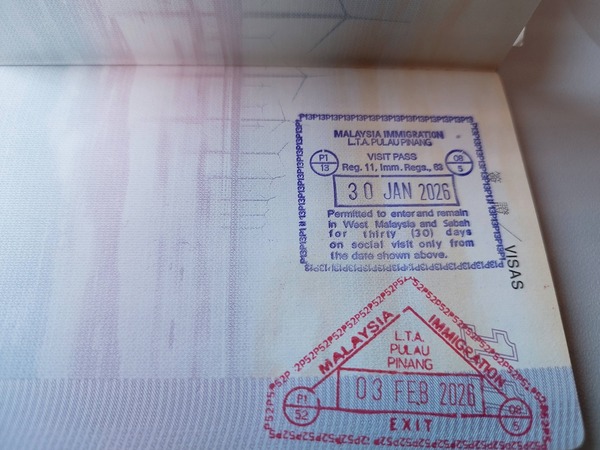 MALAYSIA IMMIGRATION
L.T.A. PULAU PINANG
VISIT PASS
P1
13
Reg. 11, Imm. Regs., 63
08
5
30 JAN 2026
Permitted to enter and remain
in West Malaysia and Sabah
for thirty (30) days
on social visit only from
the date shown above.
VISAS
MALAYSIA IMMIGRATION
L.T.A.
PULAU
PINANG
P1
52
03 FEB 2026
08
5
EXIT